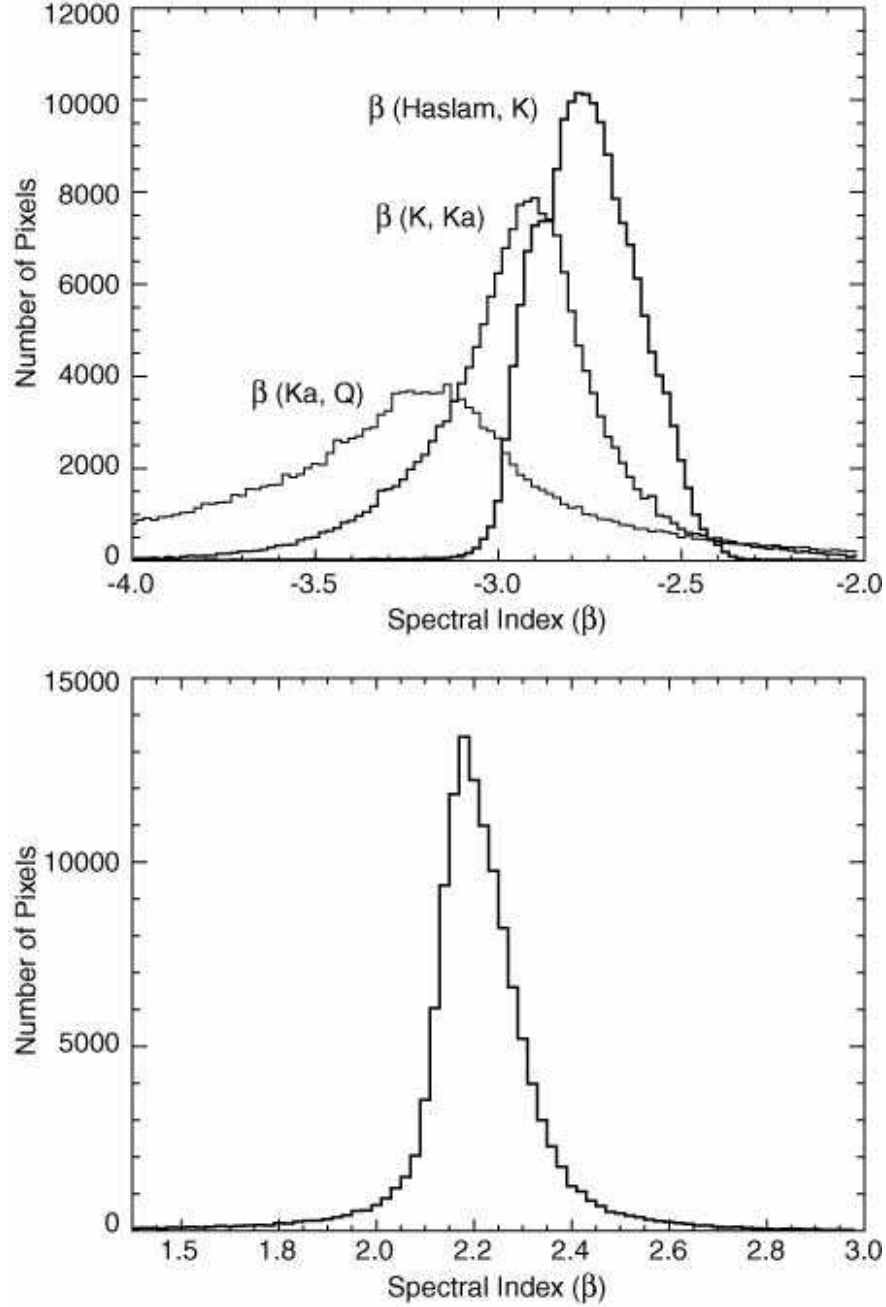 12000
10000
8000
6000
4000
2000
0
Number of Pixels
β (Haslam, K)
β (K, Ka)
β (Ka, Q)
-4.0 -3.5 -3.0 -2.5 -2.0
Spectral Index (β)
15000
10000
5000
0
Number of Pixels
1.5 1.8 2.0 2.2 2.4 2.6 2.8 3.0
Spectral Index (β)